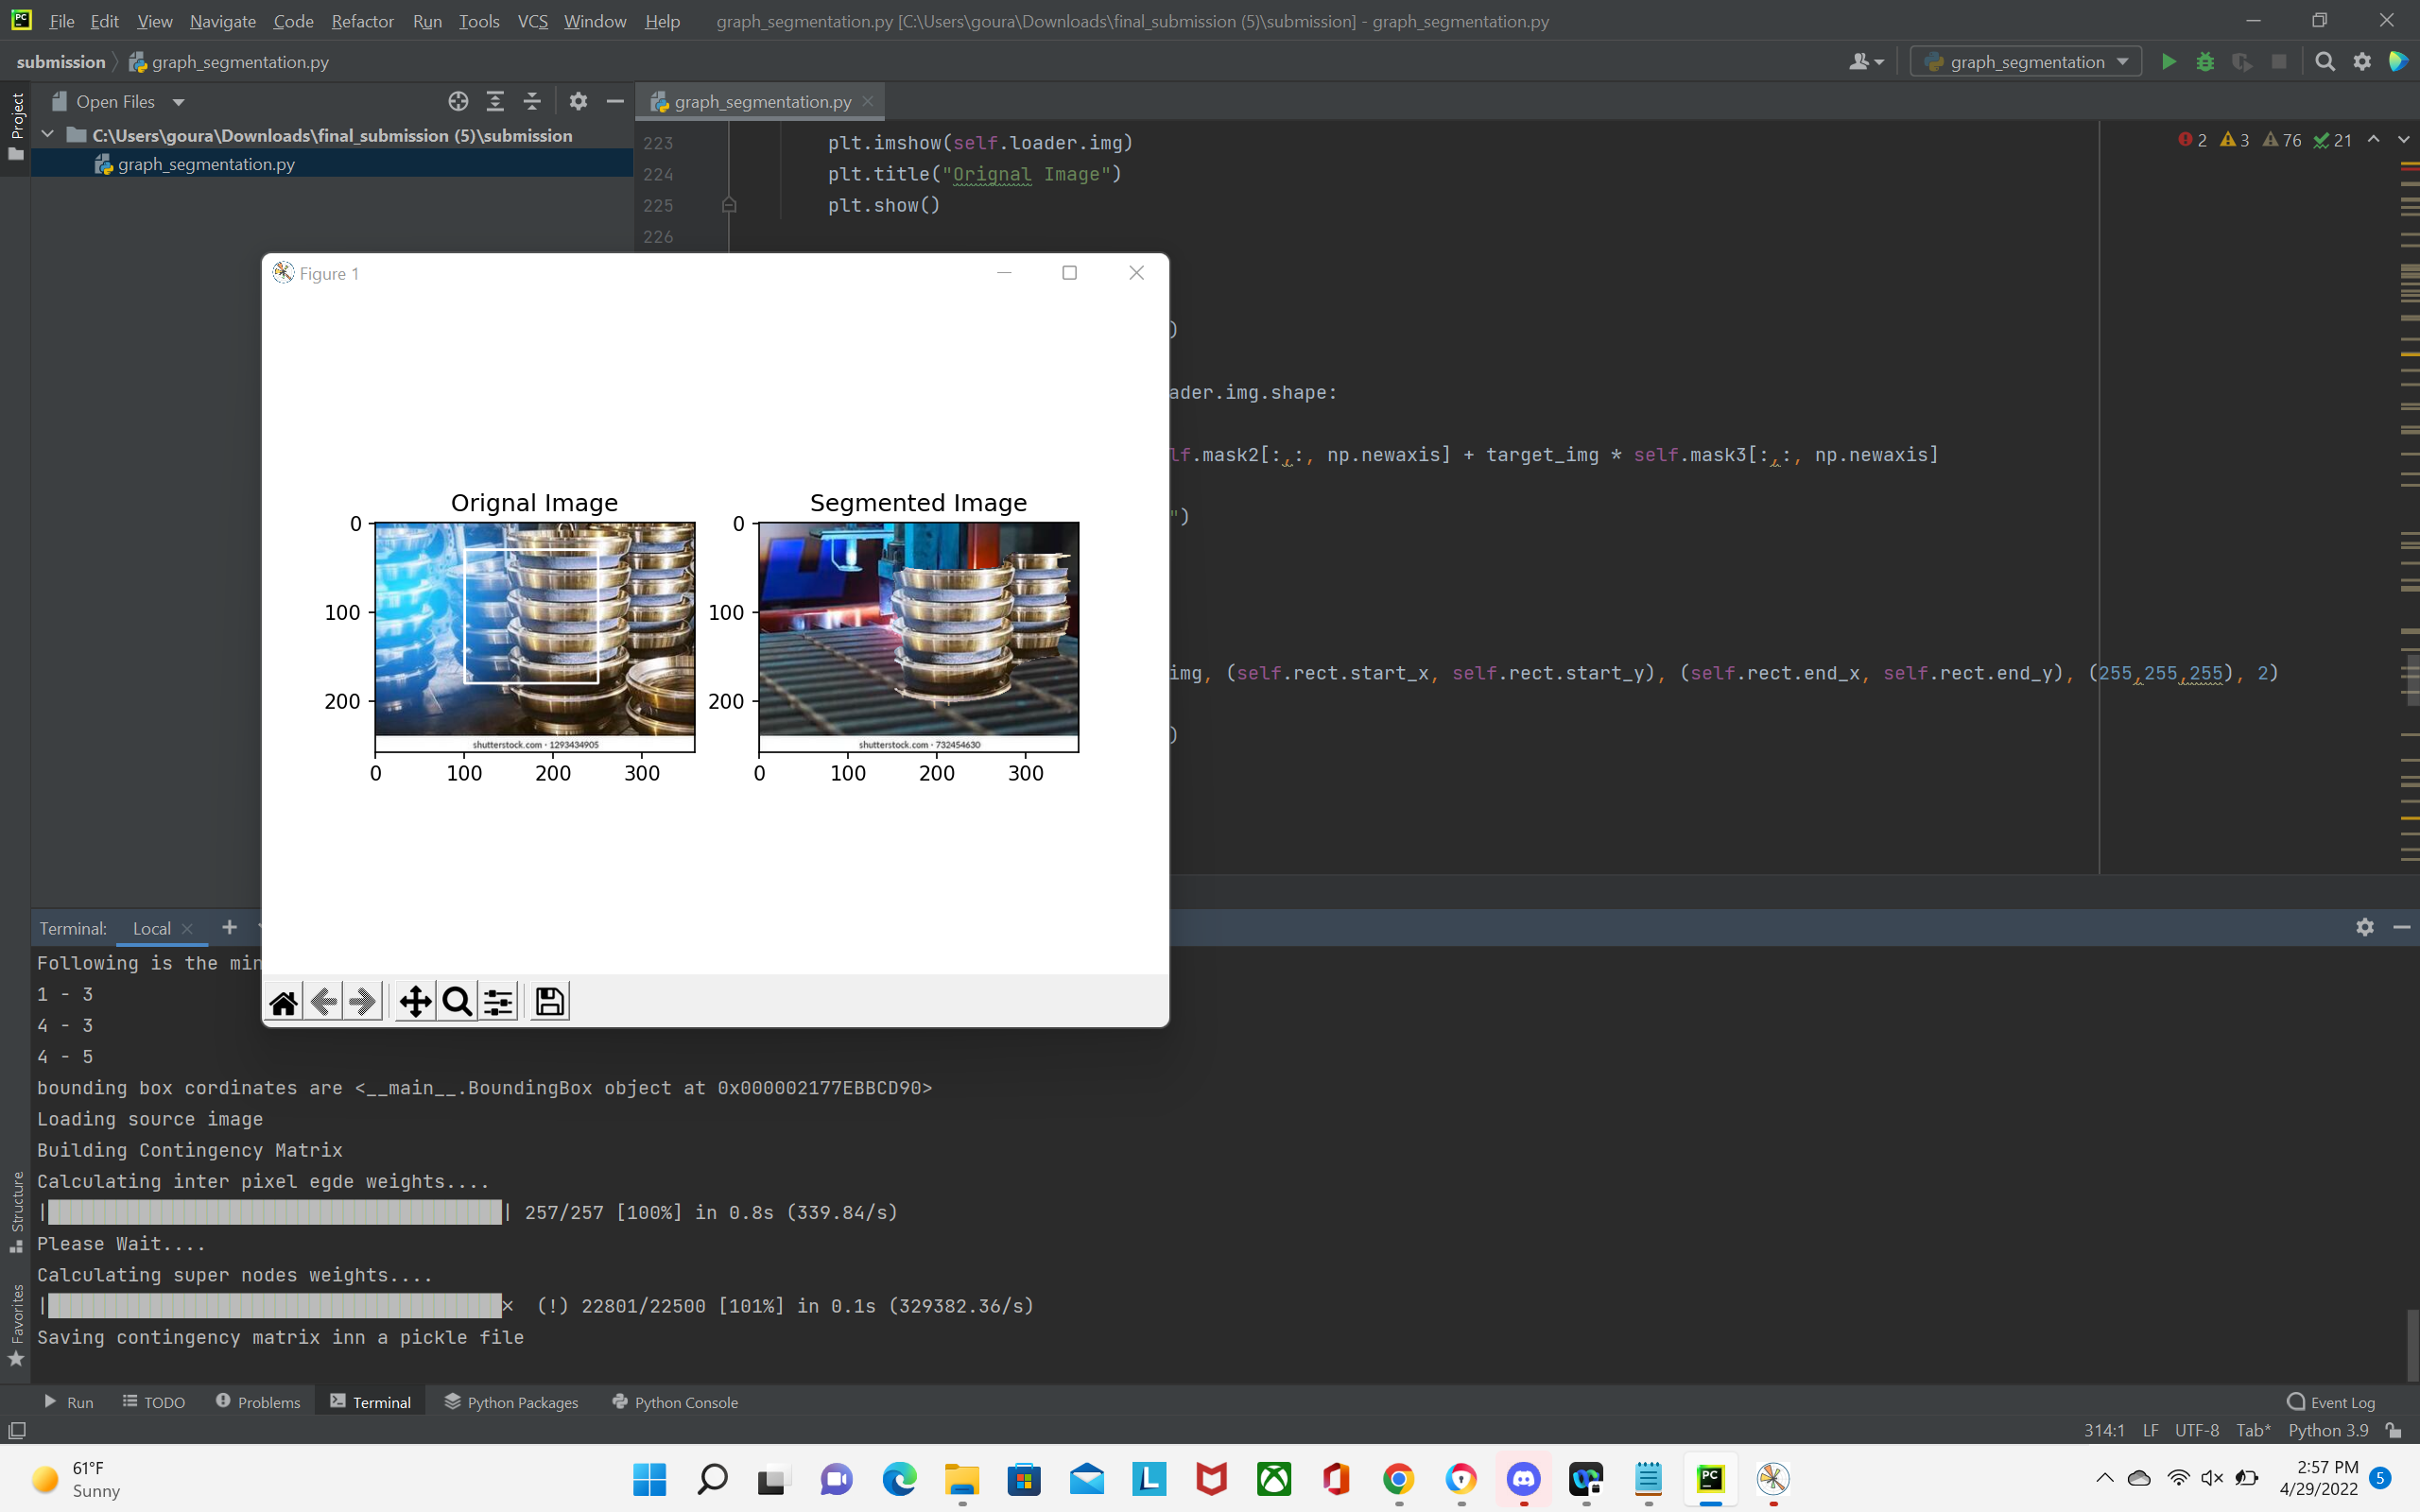 File Edit View Navigate Code Refactor Run Tools VCS Window Help graph_segmentation.py [C:\Users\goura\Downloads\final_submission (5)\submission] - graph_segmentation.py
submission graph_segmentation.py
graph_segmentation
Project
Open Files
C:\Users\goura\Downloads\final_submission (5)\submission
graph_segmentation.py
graph_segmentation.py
2 3 76 21
223 plt.imshow(self.loader.img)
224 plt.title("Orignal Image")
225 plt.show()
226
)
ader.img.shape:
lf.mask2[:,:, np.newaxis] + target_img * self.mask3[:,:, np.newaxis]
")
img, (self.rect.start_x, self.rect.start_y), (self.rect.end_x, self.rect.end_y), (255,255,255), 2)
)
Figure 1
Orignal Image
0
100
200
shutterstock.com · 1293434905
0 100 200 300
Segmented Image
0
100
200
shutterstock.com · 732454630
0 100 200 300
Terminal: Local
Following is the min
1 - 3
4 - 3
4 - 5
bounding box cordinates are <__main__.BoundingBox object at 0x000002177EBBCD90>
Loading source image
Building Contingency Matrix
Calculating inter pixel egde weights....
| 257/257 [100%] in 0.8s (339.84/s)
Please Wait....
Calculating super nodes weights....
(!) 22801/22500 [101%] in 0.1s (329382.36/s)
Saving contingency matrix inn a pickle file
Structure
Favorites
Run TODO Problems Terminal Python Packages Python Console Event Log
314:1 LF UTF-8 Tab* Python 3.9
61°F
Sunny
2:57 PM
4/29/2022
5